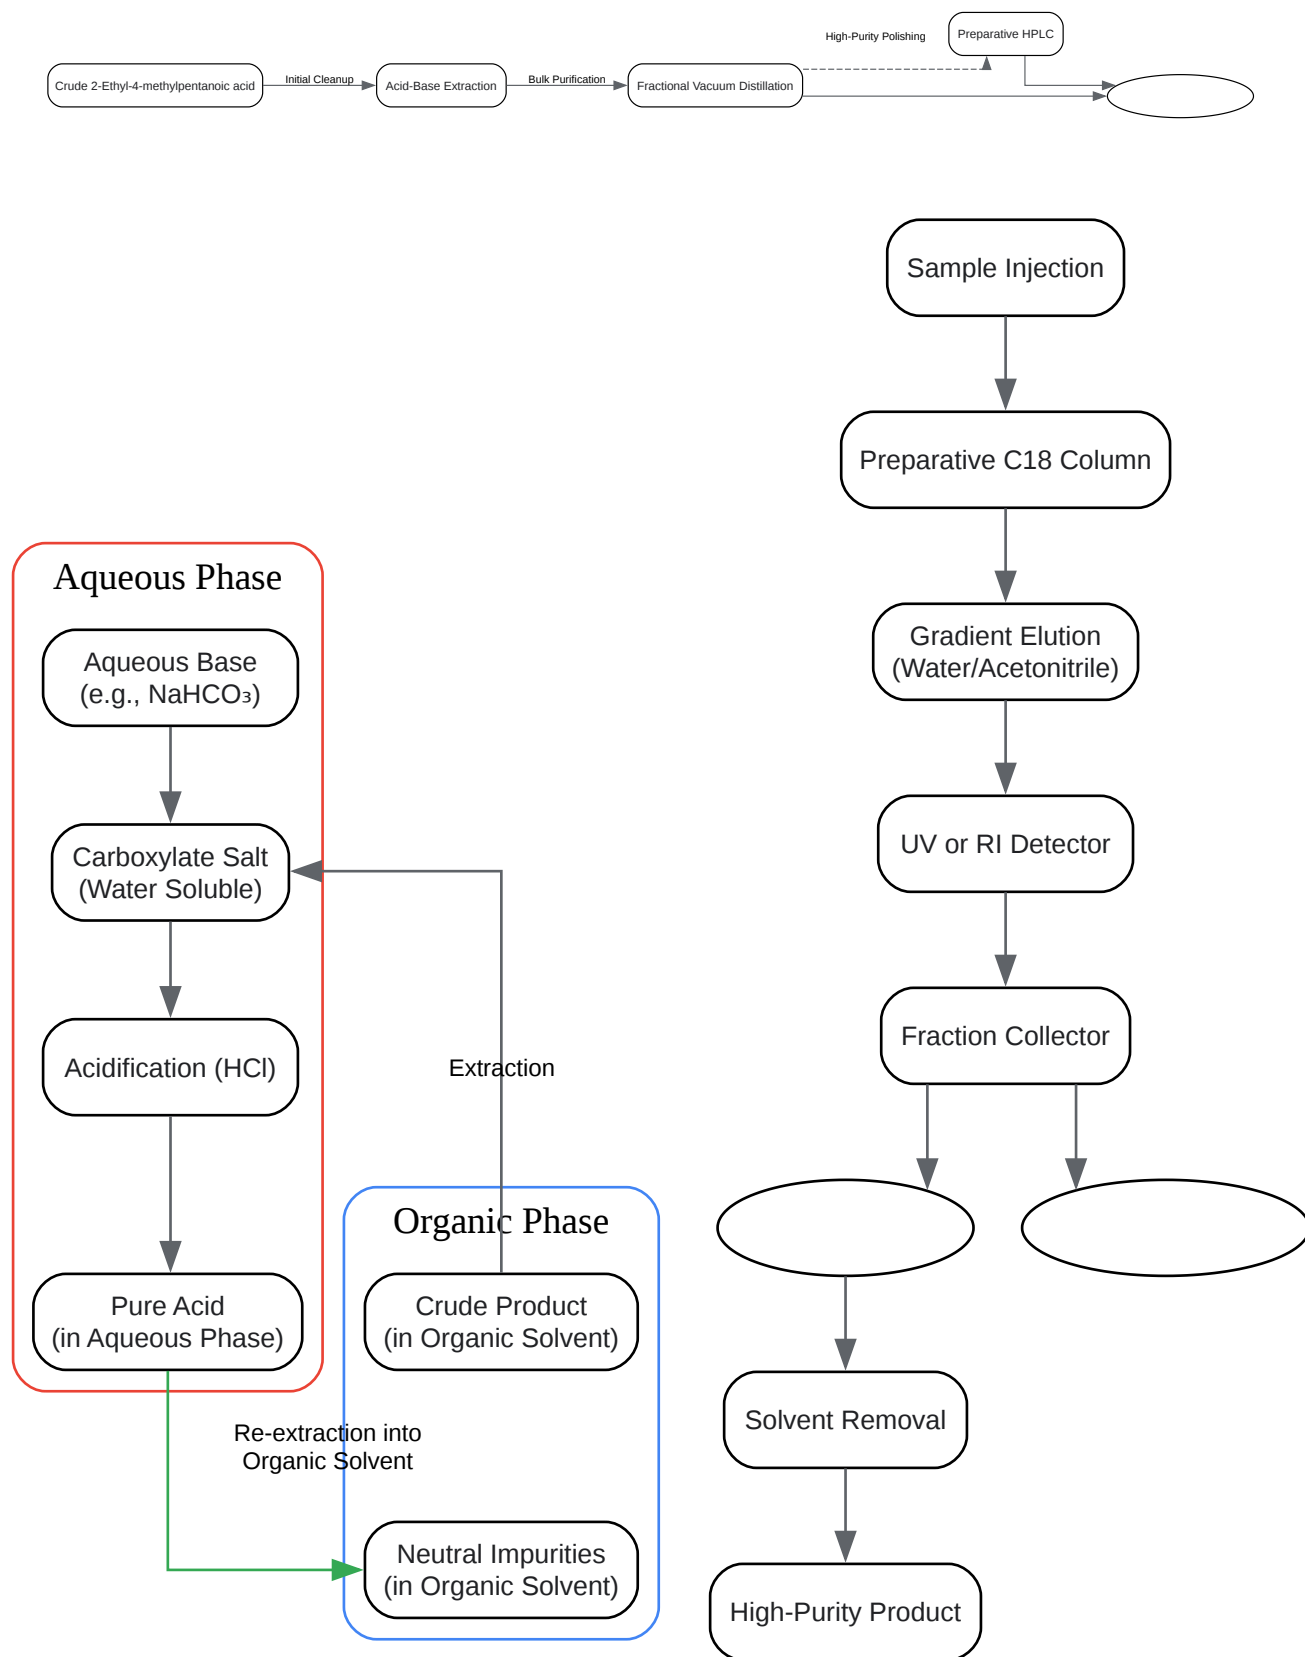 High-Purity Polishing
Preparative HPLC
Crude 2-Ethyl-4-methylpentanoic acid
Initial Cleanup
Acid-Base Extraction
Bulk Purification
Fractional Vacuum Distillation
Sample Injection
Preparative C18 Column
Gradient Elution
(Water/Acetonitrile)
UV or RI Detector
Fraction Collector
Solvent Removal
High-Purity Product
Aqueous Phase
Aqueous Base
(e.g., NaHCO₃)
Carboxylate Salt
(Water Soluble)
Acidification (HCl)
Pure Acid
(in Aqueous Phase)
Extraction
Organic Phase
Crude Product
(in Organic Solvent)
Re-extraction into
Organic Solvent
Neutral Impurities
(in Organic Solvent)